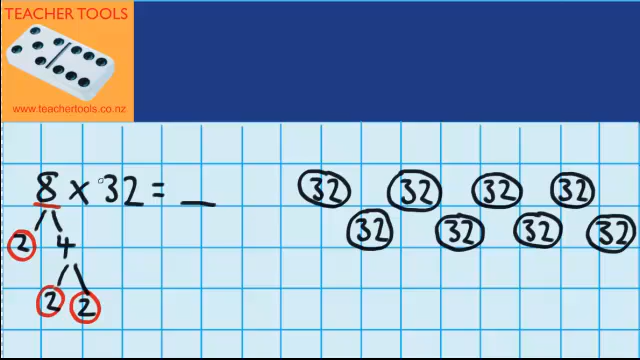 TEACHER TOOLS
www.teachertools.co.nz
8 x 32 = _
32 32 32 32
2 4
32 32 32 32
2 2